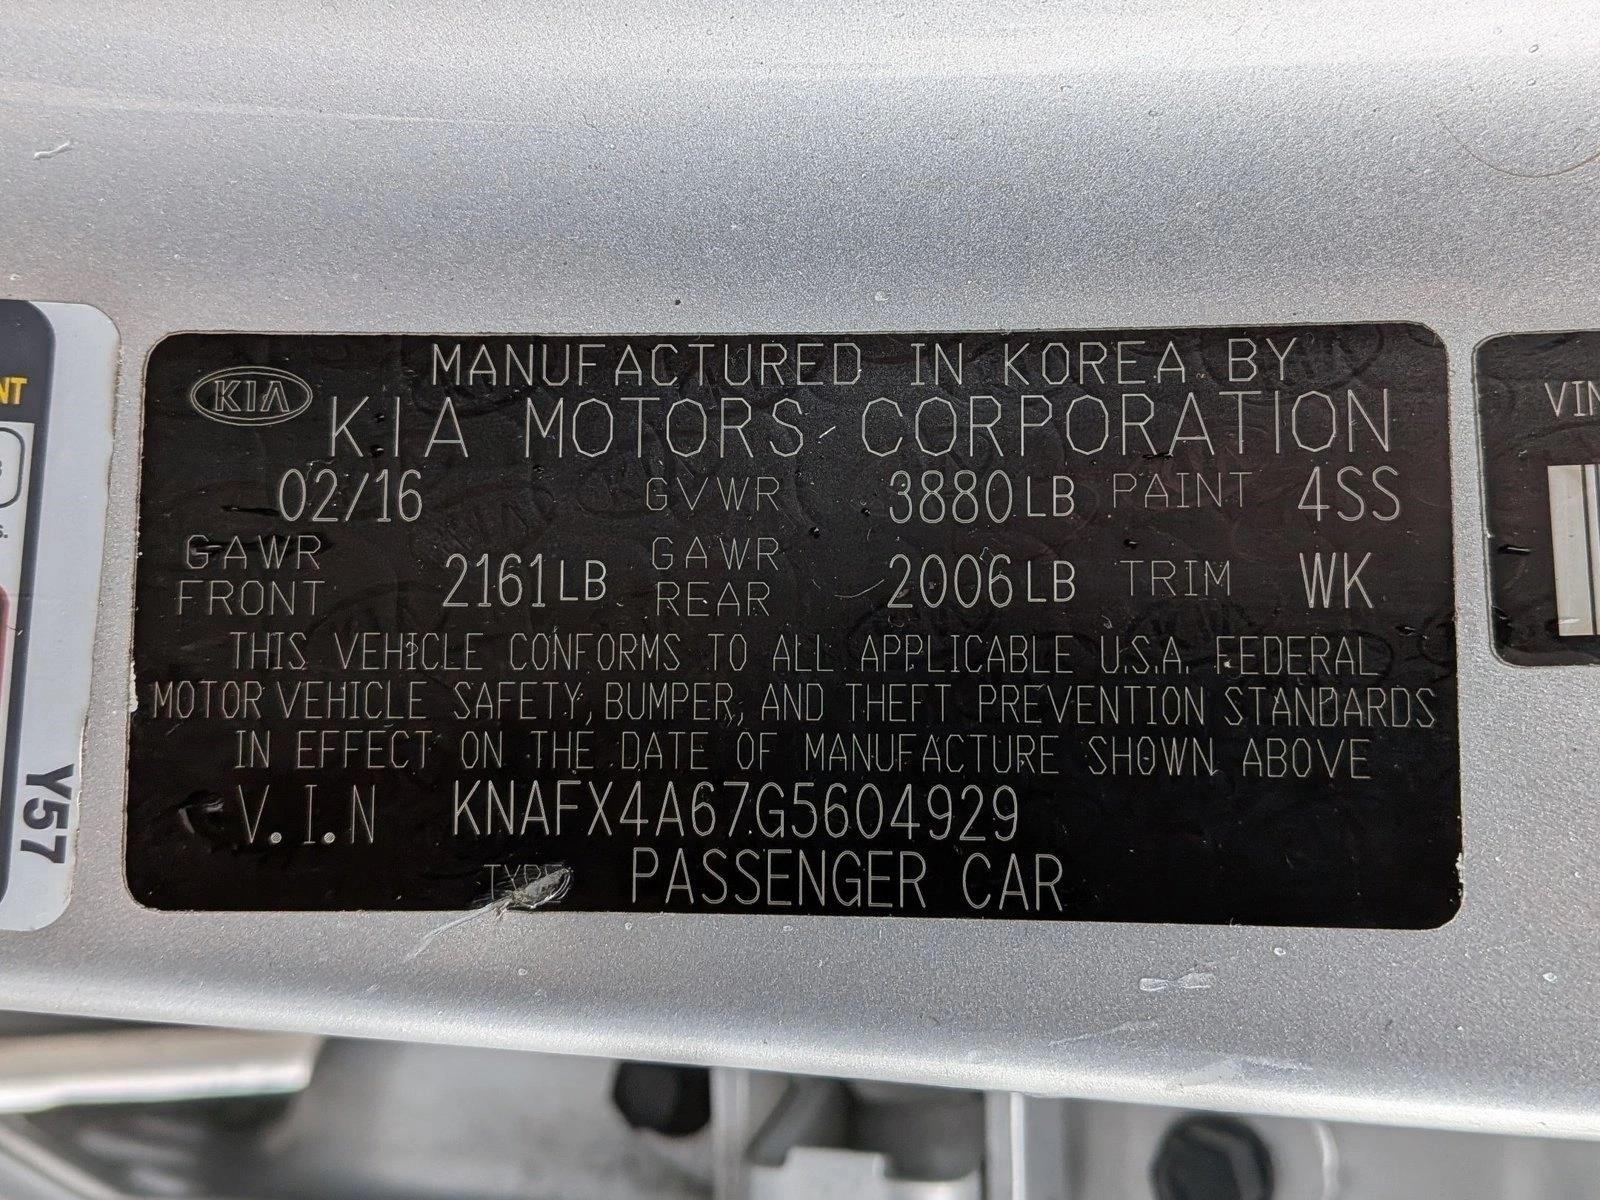 MANUFACTURED IN KOREA BY
KIA
KIA MOTORS CORPORATION
02/16 GVWR 3880LB PAINT 4SS
GAWR FRONT 2161LB GAWR REAR 2006LB TRIM WK
THIS VEHICLE CONFORMS TO ALL APPLICABLE U.S.A. FEDERAL
MOTOR VEHICLE SAFETY, BUMPER, AND THEFT PREVENTION STANDARDS
IN EFFECT ON THE DATE OF MANUFACTURE SHOWN ABOVE
V.I.N KNAFX4A67G5604929
TYPE PASSENGER CAR
Y57
VIN